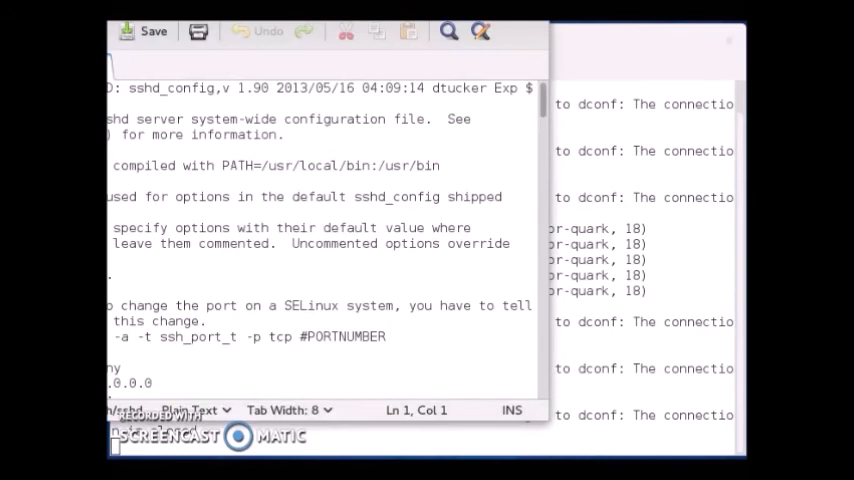 Save
Undo
D: sshd_config,v 1.90 2013/05/16 04:09:14 dtucker Exp $
shd server system-wide configuration file.  See
) for more information.
compiled with PATH=/usr/local/bin:/usr/bin
used for options in the default sshd_config shipped
specify options with their default value where
leave them commented.  Uncommented options override
.
o change the port on a SELinux system, you have to tell
this change.
-a -t ssh_port_t -p tcp #PORTNUMBER
ny
.0.0.0
Plain Text
Tab Width: 8
Ln 1, Col 1
INS
to dconf: The connectio
to dconf: The connectio
to dconf: The connectio
or-quark, 18)
or-quark, 18)
or-quark, 18)
or-quark, 18)
or-quark, 18)
to dconf: The connectio
to dconf: The connectio
to dconf: The connectio
RECORDED WITH
SCREENCAST MATIC